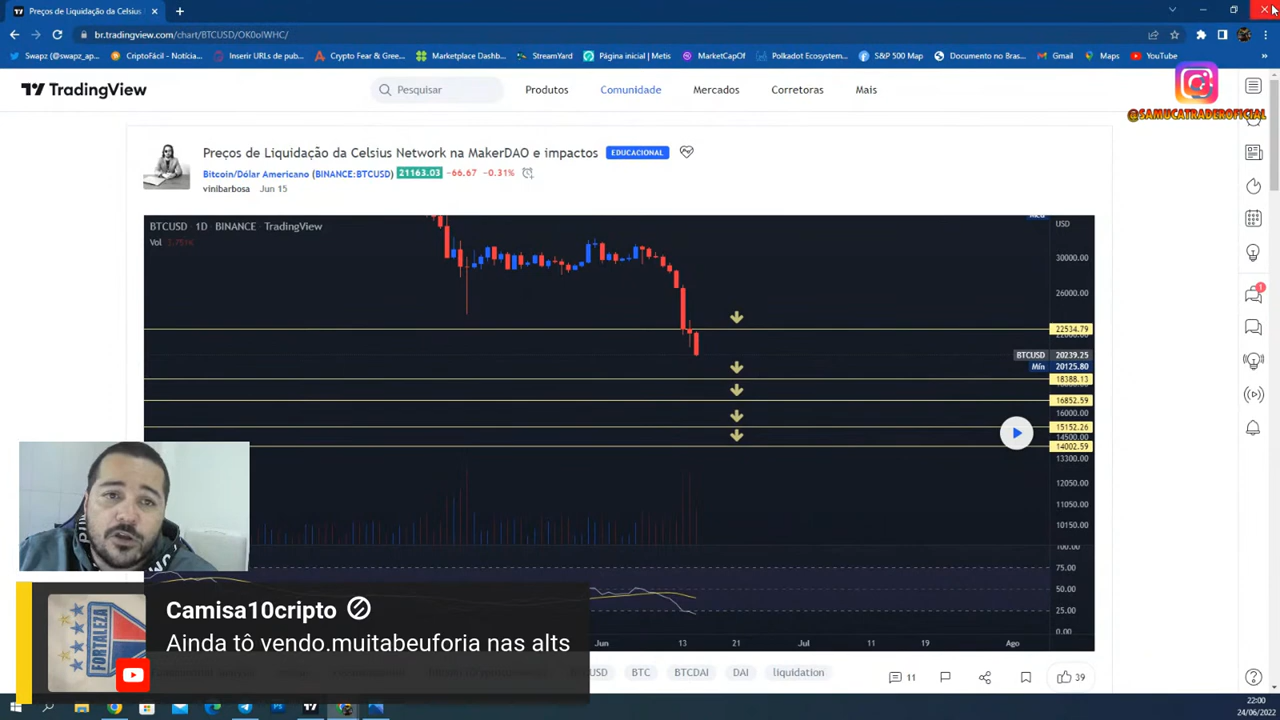 Preços de Liquidação da Celsius
br.tradingview.com/chart/BTCUSD/OK0oIWHC/
Swapz (@swapz_ap...
CriptoFácil - Notícia...
Inserir URLs de pub...
Crypto Fear & Gree...
Marketplace Dashb...
StreamYard
Página inicial | Metis
MarketCapOf
Polkadot Ecosystem...
S&P 500 Map
Documento no Bras...
Gmail
Maps
YouTube
TradingView
Pesquisar
Produtos
Comunidade
Mercados
Corretoras
Mais
@SAMUCATRADEROFICIAL
Preços de Liquidação da Celsius Network na MakerDAO e impactos EDUCACIONAL
Bitcoin/Dólar Americano (BINANCE:BTCUSD) 21163.03 -66.67 -0.31%
vinibarbosa Jun 15
BTCUSD 1D BINANCE TradingView
Vol 3.751K
USD
30000.00
26000.00
22534.79
BTCUSD 20239.25
Mín 20125.80
18388.13
16852.59
16000.00
15152.26
14500.00
14002.59
13300.00
12050.00
11050.00
10150.00
100.00
75.00
50.00
25.00
0.00
Jun 13 21 Jul 11 19 Ago
1
Camisa10cripto
Ainda tô vendo.muitabeuforia nas alts
FORTALEZA
BTC
BTCDAI
DAI
liquidation
11
39
22:00
24/06/2022